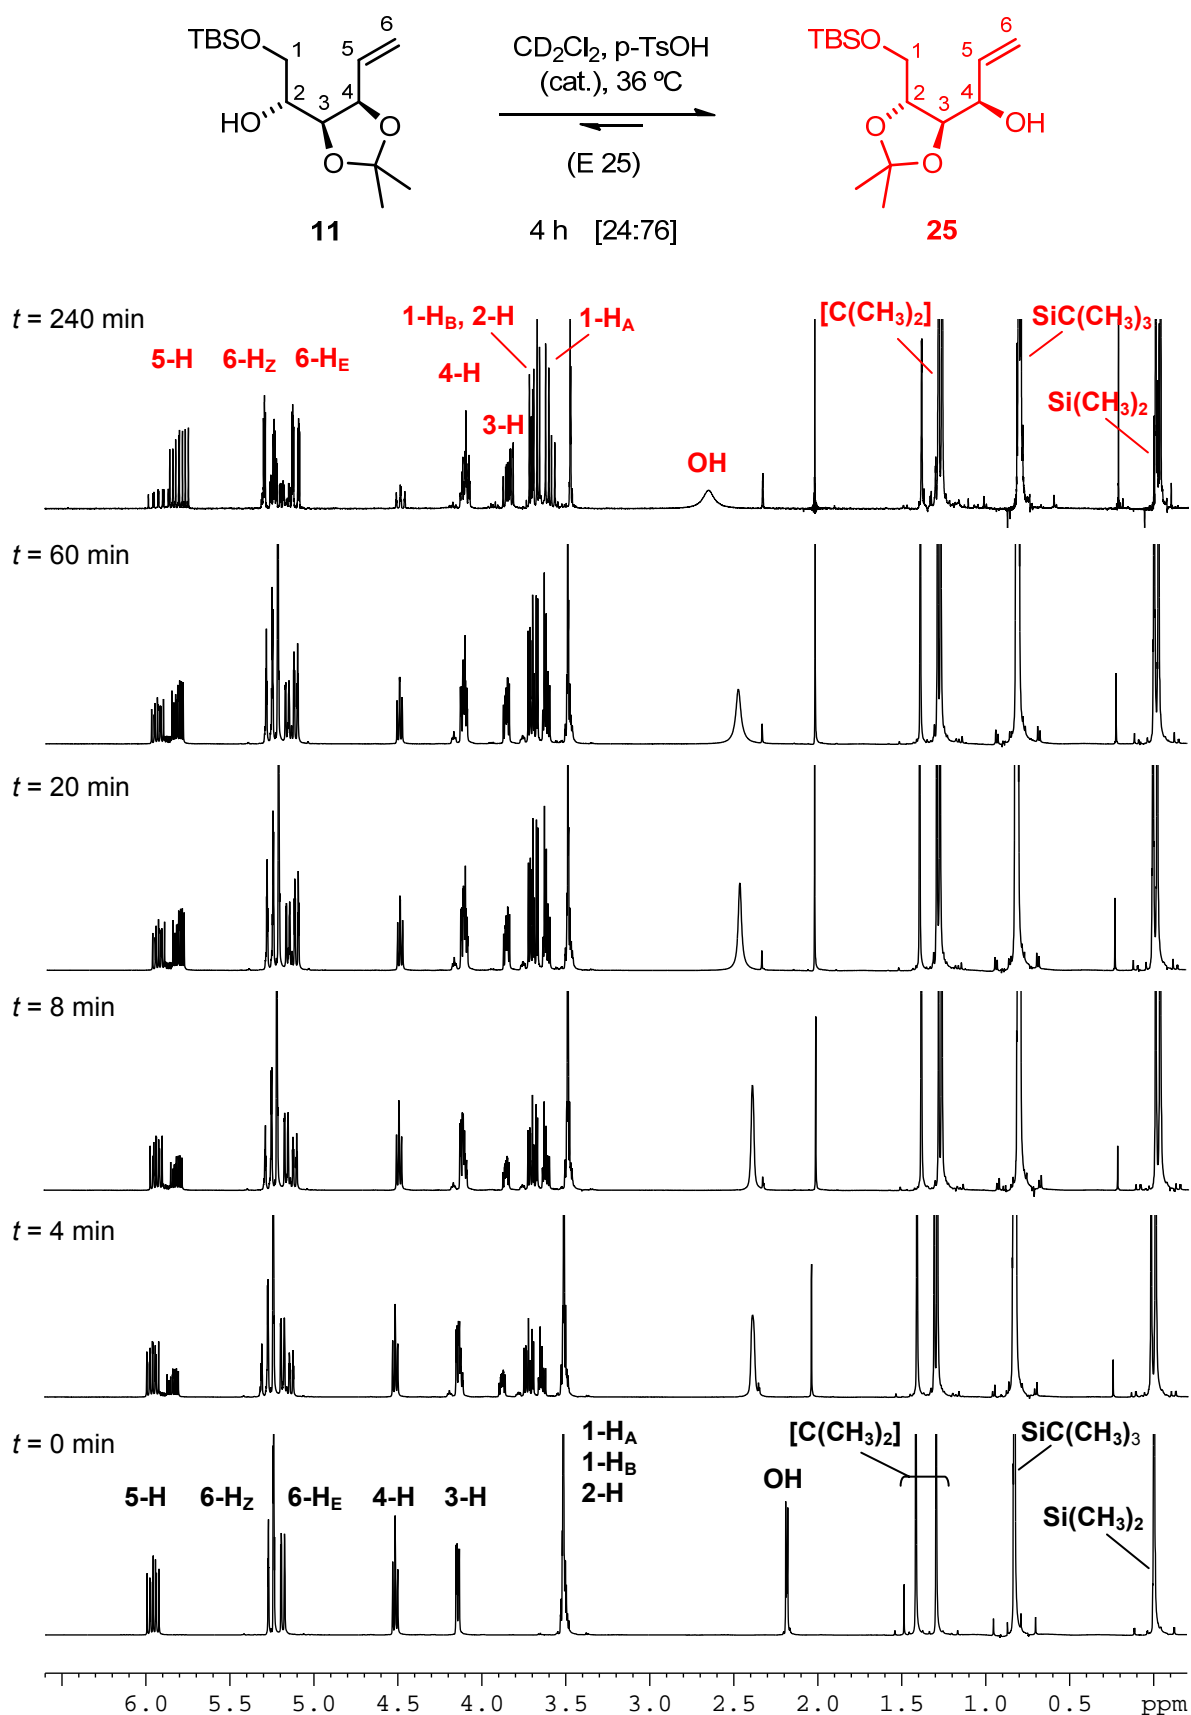 TBSO 1 2 3 4 5 6 HO O O
11
CD2Cl2, p-TsOH
(cat.), 36 ºC
(E 25)
4 h [24:76]
TBSO 1 2 3 4 5 6 OH O O
25
t = 240 min
5-H 6-HZ 6-HE 4-H 3-H 1-HB, 2-H 1-HA OH [C(CH3)2] SiC(CH3)3 Si(CH3)2
t = 60 min
t = 20 min
t = 8 min
t = 4 min
t = 0 min
5-H 6-HZ 6-HE 4-H 3-H
1-HA
1-HB
2-H
OH [C(CH3)2] SiC(CH3)3 Si(CH3)2
6.0 5.5 5.0 4.5 4.0 3.5 3.0 2.5 2.0 1.5 1.0 0.5 ppm